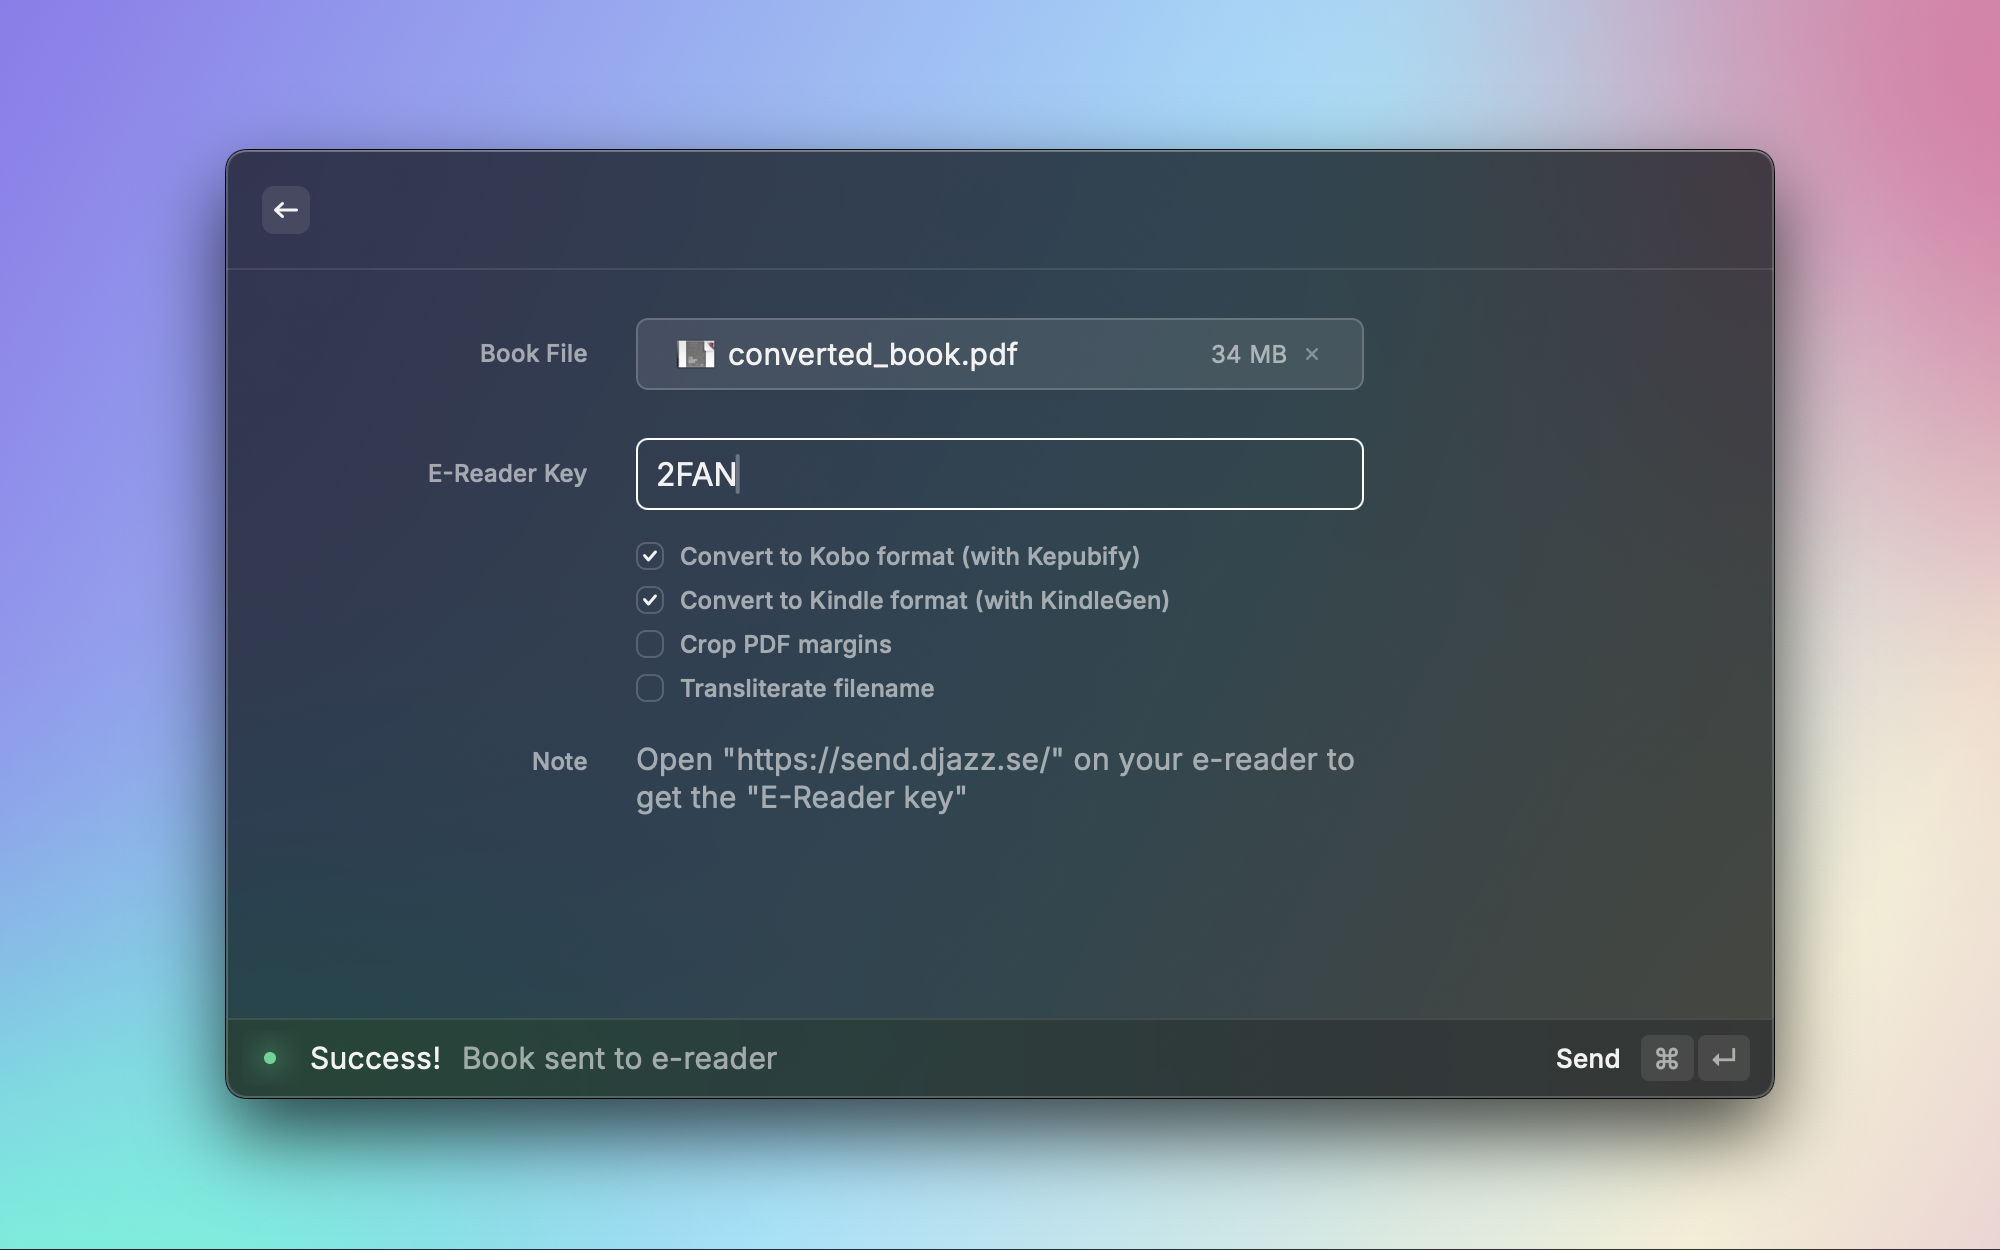 Book File
converted_book.pdf
34 MB
E-Reader Key
2FAN
Convert to Kobo format (with Kepubify)
Convert to Kindle format (with KindleGen)
Crop PDF margins
Transliterate filename
Note
Open "https://send.djazz.se/" on your e-reader to
get the "E-Reader key"
Success! Book sent to e-reader
Send ⌘ ↵